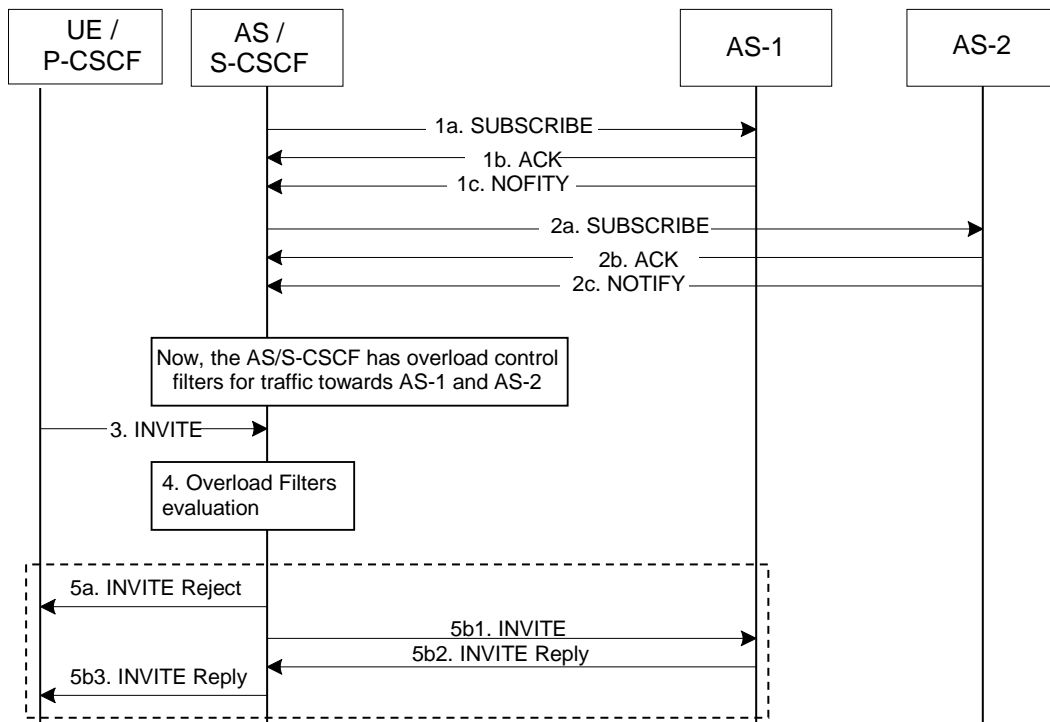 UE /
P-CSCF
AS /
S-CSCF
AS-1
AS-2
1a. SUBSCRIBE
1b. ACK
1c. NOFITY
2a. SUBSCRIBE
2b. ACK
2c. NOTIFY
Now, the AS/S-CSCF has overload control
filters for traffic towards AS-1 and AS-2
3. INVITE
4. Overload Filters
evaluation
5a. INVITE Reject
5b1. INVITE
5b2. INVITE Reply
5b3. INVITE Reply